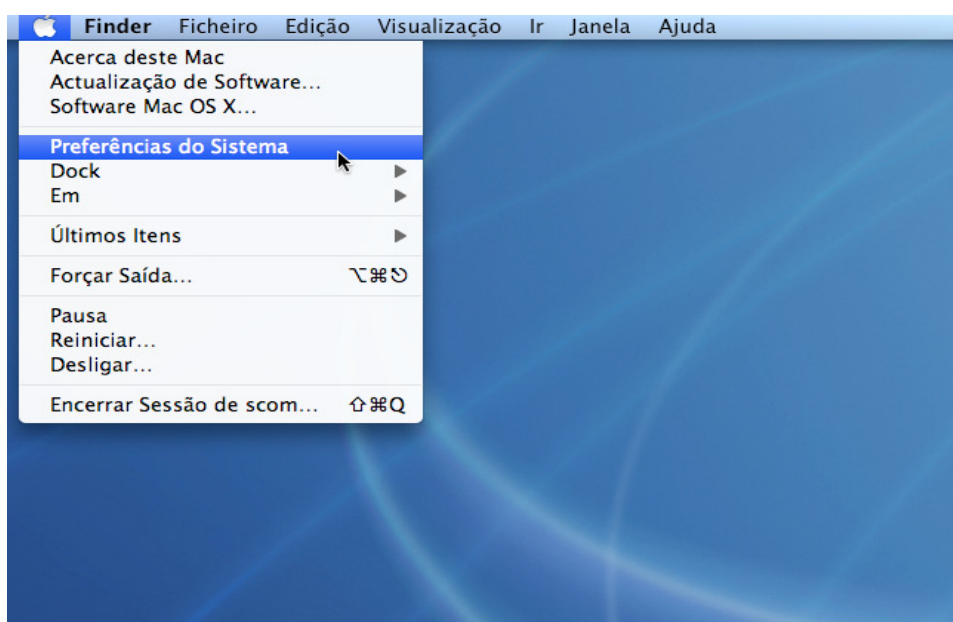 Finder Ficheiro Edição Visualização Ir Janela Ajuda
Acerca deste Mac
Actualização de Software...
Software Mac OS X...
Preferências do Sistema
Dock
Em
Últimos Itens
Forçar Saída... ⌥⌘⎋
Pausa
Reiniciar...
Desligar...
Encerrar Sessão de scom... ⇧⌘Q